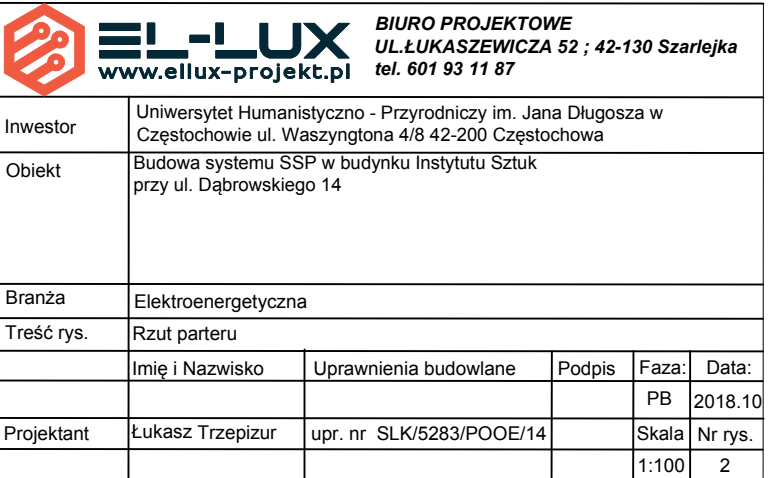 EL-LUX
www.ellux-projekt.pl
BIURO PROJEKTOWE
UL.ŁUKASZEWICZA 52 ; 42-130 Szarlejka
tel. 601 93 11 87
Inwestor
Uniwersytet Humanistyczno - Przyrodniczy im. Jana Długosza w
Częstochowie ul. Waszyngtona 4/8 42-200 Częstochowa
Obiekt
Budowa systemu SSP w budynku Instytutu Sztuk
przy ul. Dąbrowskiego 14
Branża
Elektroenergetyczna
Treść rys.
Rzut parteru
Imię i Nazwisko Uprawnienia budowlane Podpis Faza: Data:
PB 2018.10
Projektant Łukasz Trzepizur upr. nr SLK/5283/POOE/14 Skala Nr rys.
1:100 2